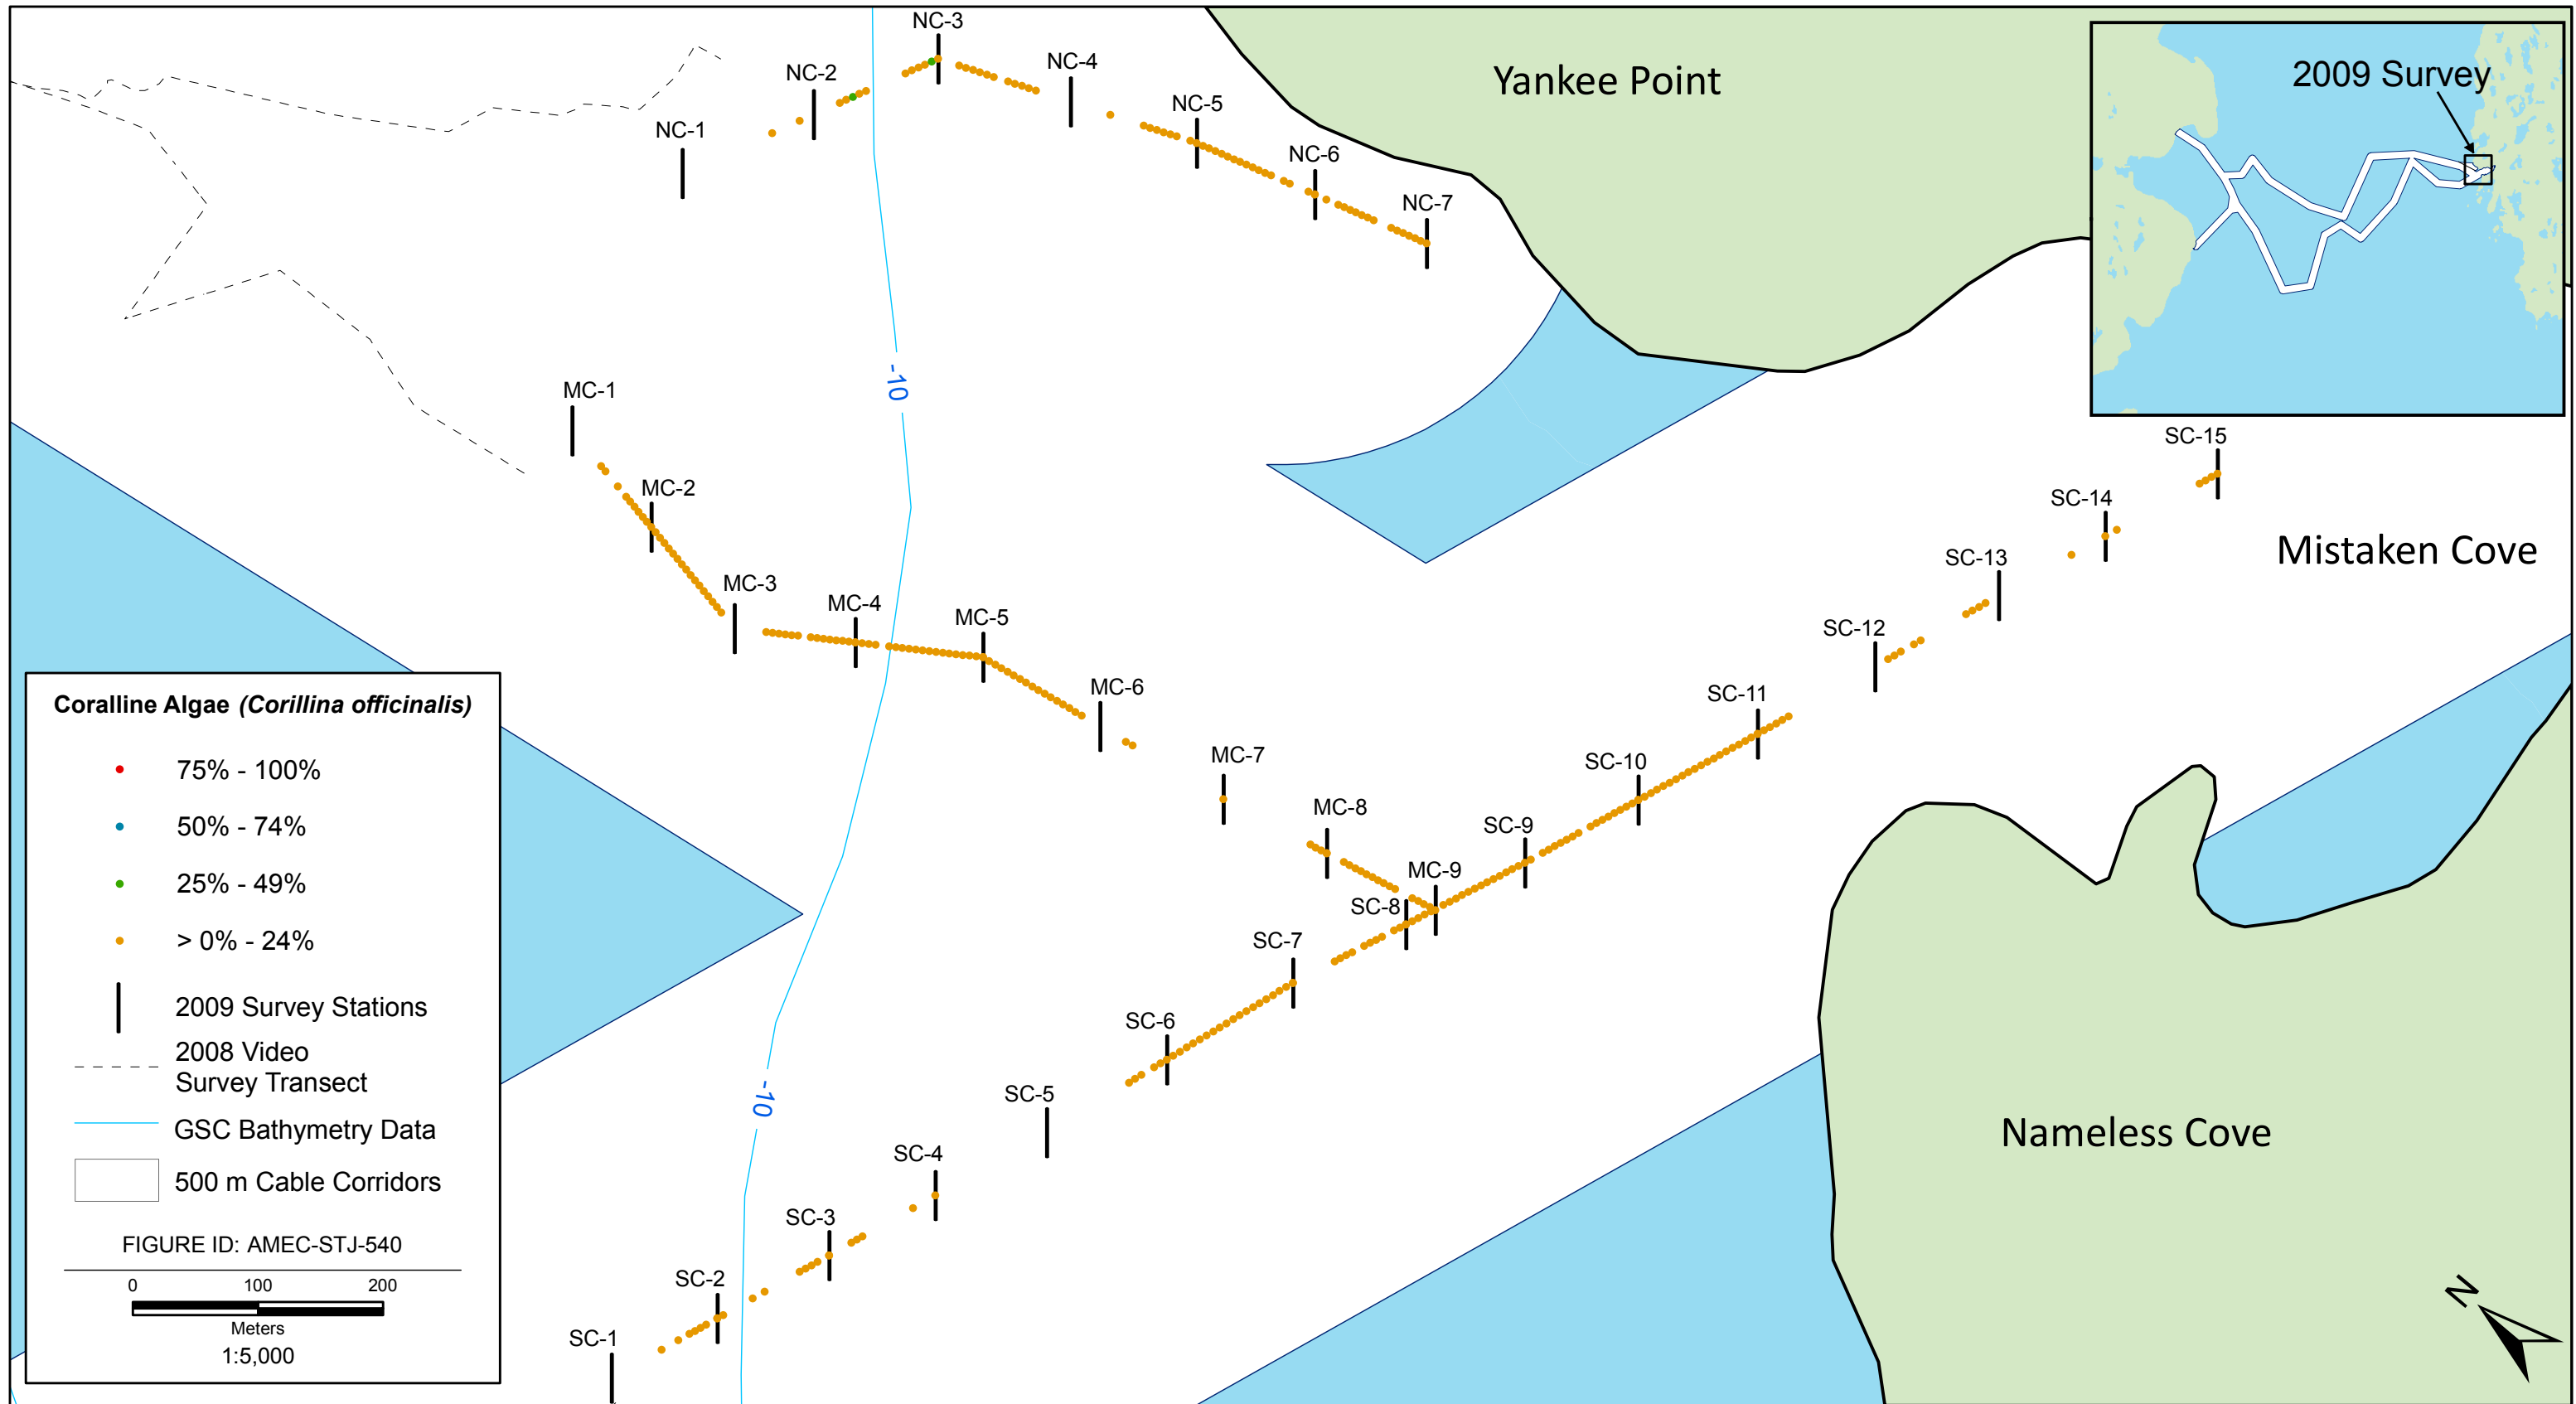 NC-3
2009 Survey
NC-4
Yankee Point
NC-2
NC-5
NC-1
NC-6
NC-7
-10
MC-1
SC-15
MC-2
SC-14
Mistaken Cove
SC-13
MC-3
MC-4
MC-5
SC-12
MC-6
SC-11
MC-7
SC-10
MC-8
SC-9
MC-9
SC-8
SC-7
SC-6
SC-5
-10
Nameless Cove
SC-4
SC-3
SC-2
SC-1
N
Coralline Algae (Corillina officinalis)
75% - 100%
50% - 74%
25% - 49%
> 0% - 24%
2009 Survey Stations
2008 Video
Survey Transect
GSC Bathymetry Data
500 m Cable Corridors
FIGURE ID: AMEC-STJ-540
0 100 200
Meters
1:5,000